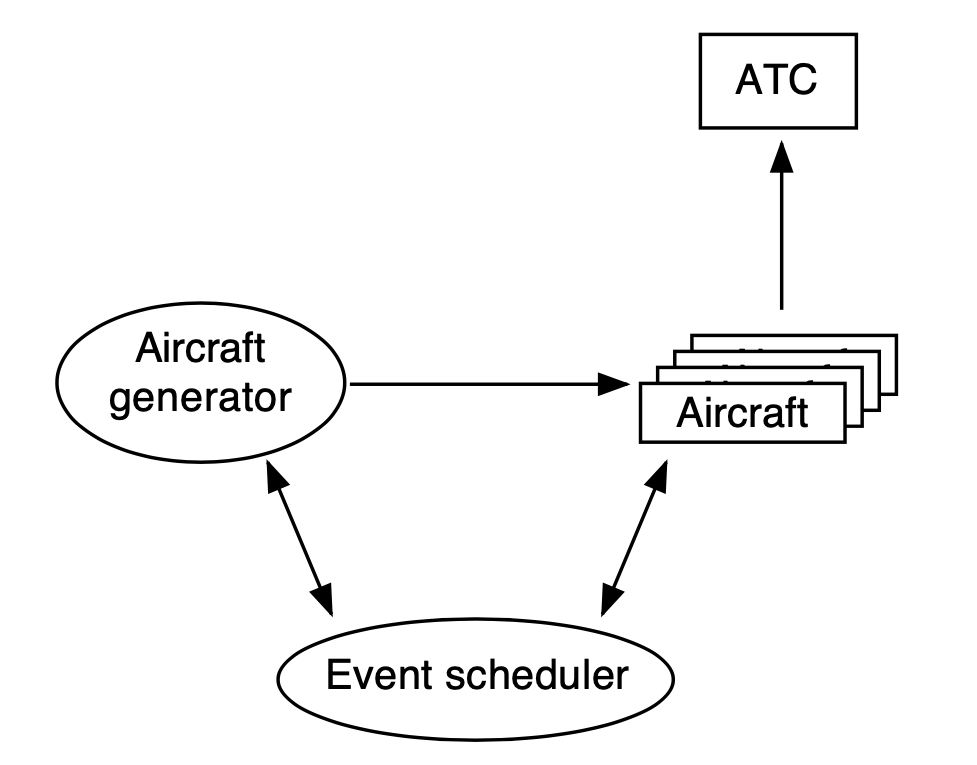 ATC
Aircraft
generator
Aircraft
Event scheduler